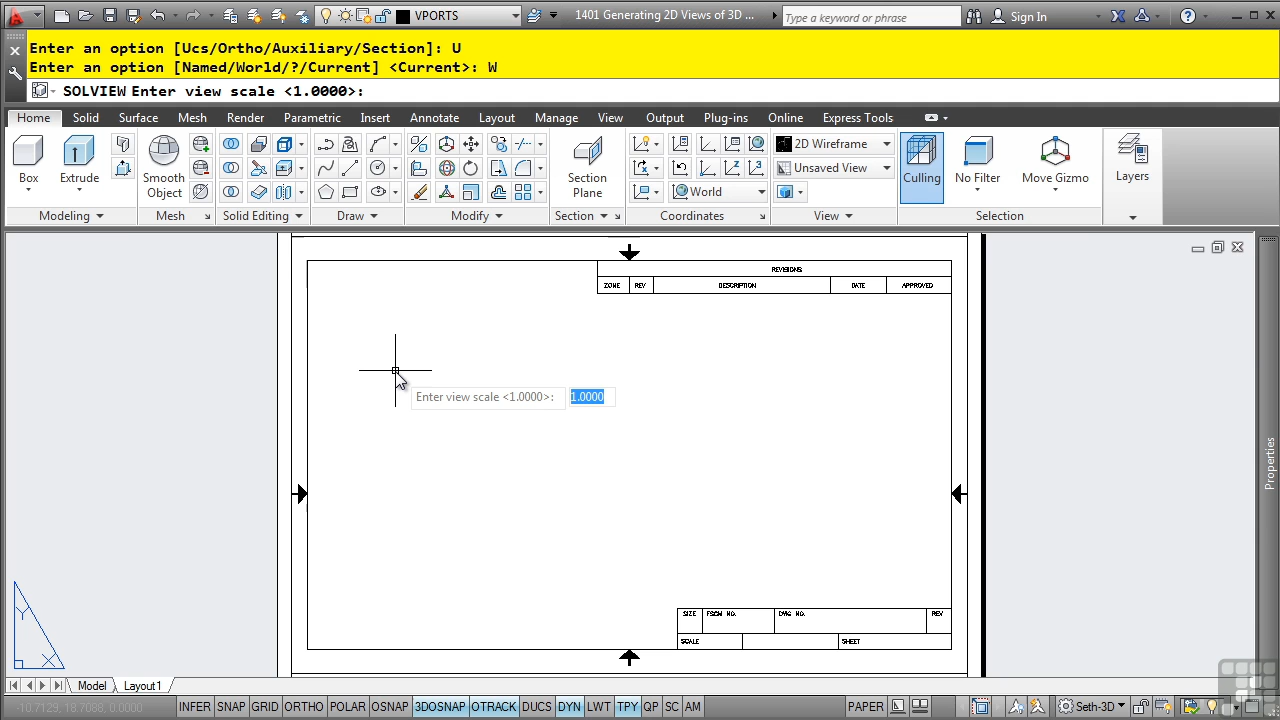 VPORTS
1401 Generating 2D Views of 3D ...
Type a keyword or phrase
Sign In
Enter an option [Ucs/Ortho/Auxiliary/Section]: U
Enter an option [Named/World/?/Current] <Current>: W
SOLVIEW Enter view scale <1.0000>:
Home Solid Surface Mesh Render Parametric Insert Annotate Layout Manage View Output Plug-ins Online Express Tools
Box
Extrude
Smooth Object
Section Plane
World
2D Wireframe
Unsaved View
Culling
No Filter
Move Gizmo
Layers
Modeling Mesh Solid Editing Draw Modify Section Coordinates View Selection
REVISIONS
ZONE REV DESCRIPTION DATE APPROVED
Enter view scale <1.0000>: 1.0000
Properties
SIZE FSCM NO. DWG NO. REV
SCALE SHEET
Y
X
Model Layout1
-10.7129, 18.7088, 0.0000
INFER SNAP GRID ORTHO POLAR OSNAP 3DOSNAP OTRACK DUCS DYN LWT TPY QP SC AM
PAPER
Seth-3D